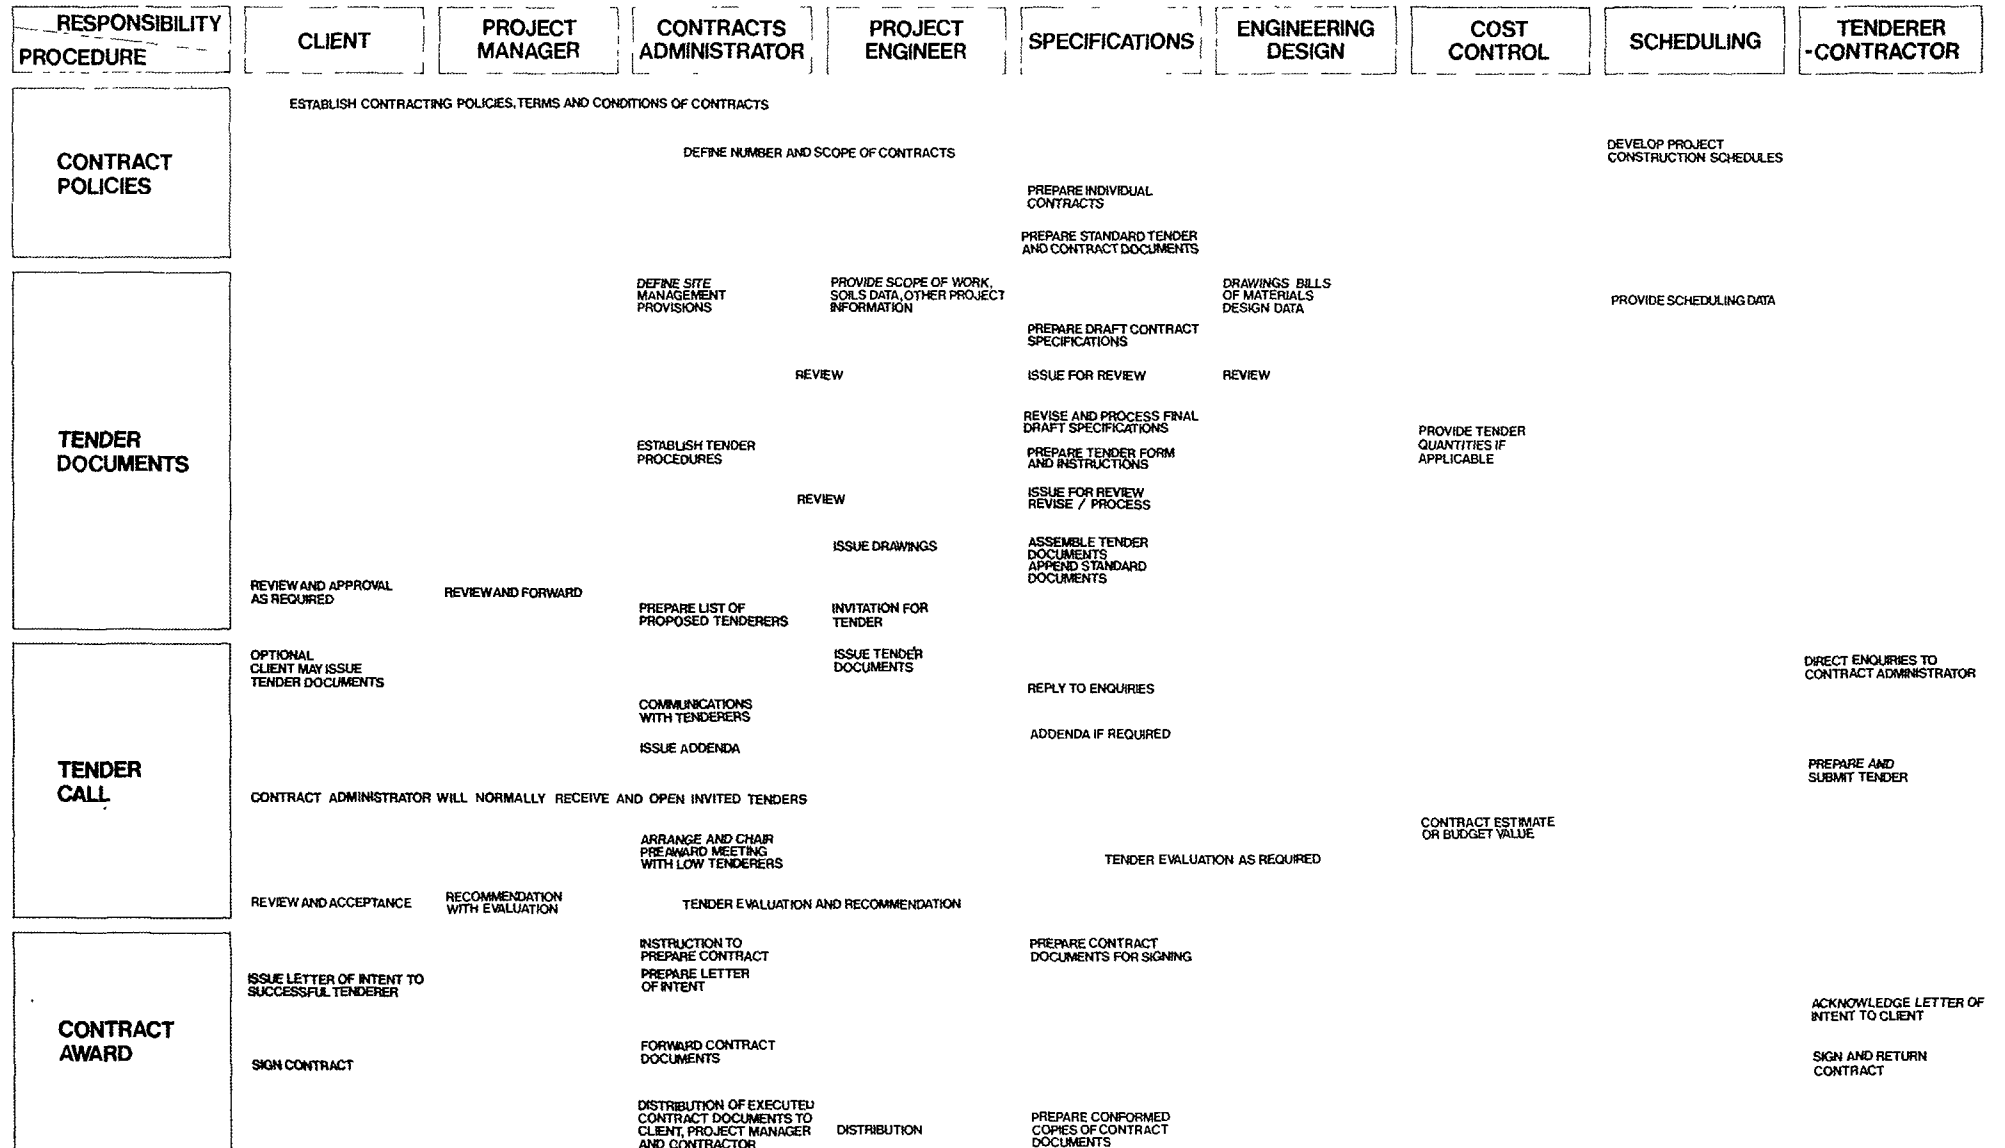 RESPONSIBILITY
PROCEDURE
CLIENT
PROJECT
MANAGER
CONTRACTS
ADMINISTRATOR
PROJECT
ENGINEER
SPECIFICATIONS
ENGINEERING
DESIGN
COST
CONTROL
SCHEDULING
TENDERER
-CONTRACTOR
CONTRACT
POLICIES
ESTABLISH CONTRACTING POLICIES, TERMS AND CONDITIONS OF CONTRACTS
DEFINE NUMBER AND SCOPE OF CONTRACTS
DEVELOP PROJECT
CONSTRUCTION SCHEDULES
PREPARE INDIVIDUAL
CONTRACTS
PREPARE STANDARD TENDER
AND CONTRACT DOCUMENTS
TENDER
DOCUMENTS
DEFINE SITE
MANAGEMENT
PROVISIONS
PROVIDE SCOPE OF WORK,
SOILS DATA, OTHER PROJECT
INFORMATION
DRAWINGS BILLS
OF MATERIALS
DESIGN DATA
PROVIDE SCHEDULING DATA
PREPARE DRAFT CONTRACT
SPECIFICATIONS
REVIEW
ISSUE FOR REVIEW
REVIEW
REVISE AND PROCESS FINAL
DRAFT SPECIFICATIONS
ESTABLISH TENDER
PROCEDURES
PREPARE TENDER FORM
AND INSTRUCTIONS
PROVIDE TENDER
QUANTITIES IF
APPLICABLE
REVIEW
ISSUE FOR REVIEW
REVISE / PROCESS
ISSUE DRAWINGS
ASSEMBLE TENDER
DOCUMENTS
APPEND STANDARD
DOCUMENTS
REVIEW AND APPROVAL
AS REQUIRED
REVIEW AND FORWARD
PREPARE LIST OF
PROPOSED TENDERERS
INVITATION FOR
TENDER
TENDER
CALL
OPTIONAL
CLIENT MAY ISSUE
TENDER DOCUMENTS
ISSUE TENDER
DOCUMENTS
DIRECT ENQUIRIES TO
CONTRACT ADMINISTRATOR
REPLY TO ENQUIRIES
COMMUNICATIONS
WITH TENDERERS
ISSUE ADDENDA
ADDENDA IF REQUIRED
PREPARE AND
SUBMIT TENDER
CONTRACT ADMINISTRATOR WILL NORMALLY RECEIVE AND OPEN INVITED TENDERS
CONTRACT ESTIMATE
OR BUDGET VALUE
ARRANGE AND CHAIR
PREAWARD MEETING
WITH LOW TENDERERS
TENDER EVALUATION AS REQUIRED
REVIEW AND ACCEPTANCE
RECOMMENDATION
WITH EVALUATION
TENDER EVALUATION AND RECOMMENDATION
CONTRACT
AWARD
INSTRUCTION TO
PREPARE CONTRACT
PREPARE LETTER
OF INTENT
PREPARE CONTRACT
DOCUMENTS FOR SIGNING
ISSUE LETTER OF INTENT TO
SUCCESSFUL TENDERER
ACKNOWLEDGE LETTER OF
INTENT TO CLIENT
FORWARD CONTRACT
DOCUMENTS
SIGN CONTRACT
SIGN AND RETURN
CONTRACT
DISTRIBUTION OF EXECUTED
CONTRACT DOCUMENTS TO
CLIENT, PROJECT MANAGER
AND CONTRACTOR
DISTRIBUTION
PREPARE CONFORMED
COPIES OF CONTRACT
DOCUMENTS